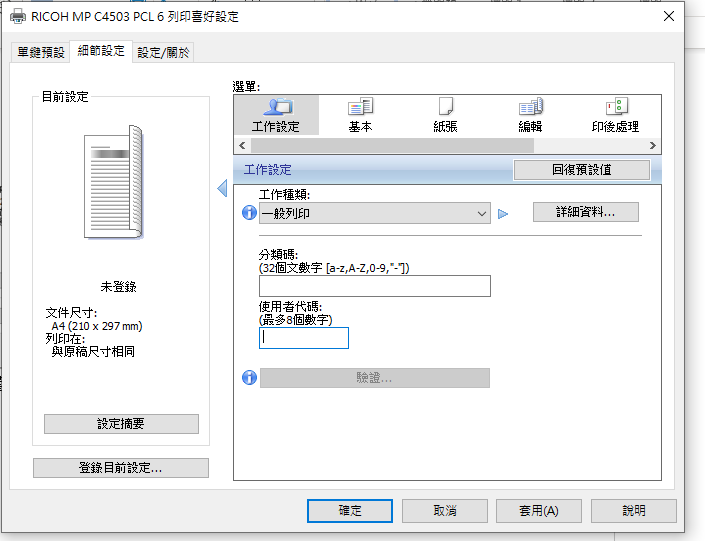 RICOH MP C4503 PCL 6 列印喜好設定
單鍵預設
細節設定
設定/關於
目前設定
未登錄
文件尺寸:
A4 (210 x 297 mm)
列印在:
與原稿尺寸相同
設定摘要
登錄目前設定...
選單:
工作設定
基本
紙張
編輯
印後處理
工作設定
回復預設值
工作種類:
一般列印
詳細資料...
分類碼:
(32個文數字 [a-z,A-Z,0-9,"-"])
使用者代碼:
(最多8個數字)
驗證...
確定
取消
套用(A)
說明